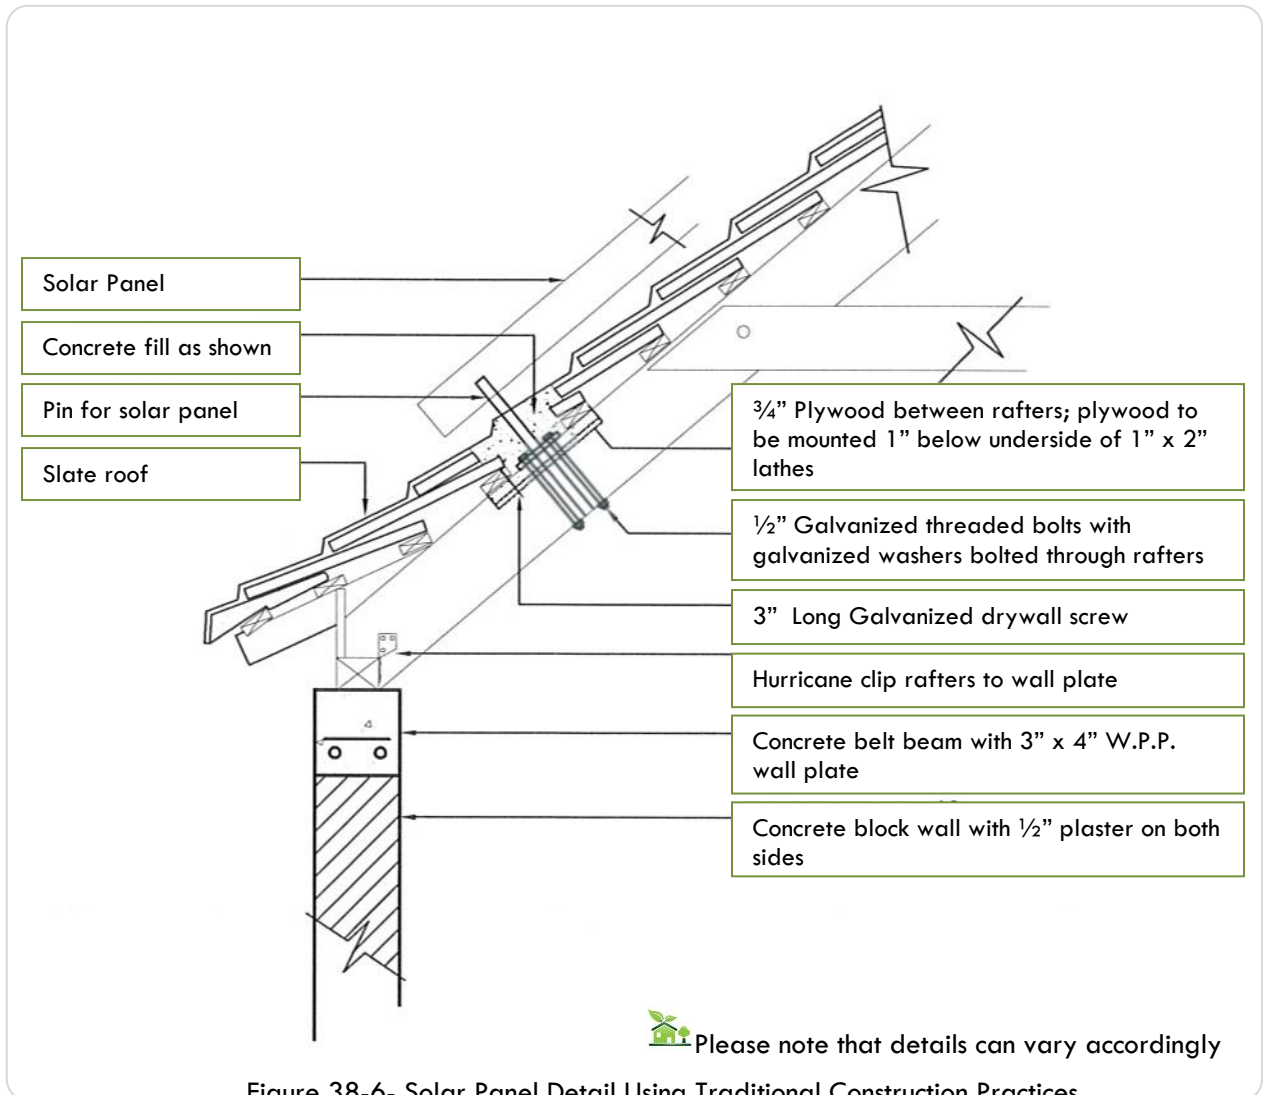 Solar Panel
Concrete fill as shown
Pin for solar panel
Slate roof
¾” Plywood between rafters; plywood to
be mounted 1” below underside of 1” x 2”
lathes
½” Galvanized threaded bolts with
galvanized washers bolted through rafters
3”  Long Galvanized drywall screw
Hurricane clip rafters to wall plate
Concrete belt beam with 3” x 4” W.P.P.
wall plate
Concrete block wall with ½” plaster on both
sides
Please note that details can vary accordingly
Figure 38-6- Solar Panel Detail Using Traditional Construction Practices